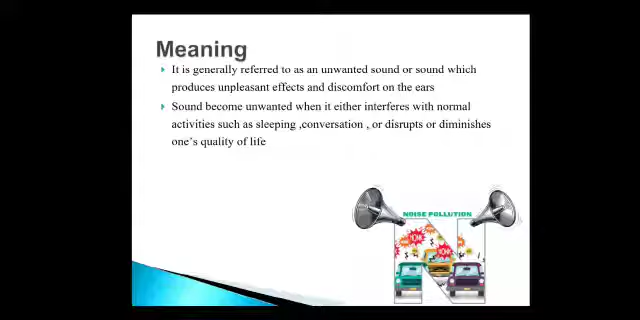 Meaning
It is generally referred to as an unwanted sound or sound which
produces unpleasant effects and discomfort on the ears
Sound become unwanted when it either interferes with normal
activities such as sleeping ,conversation , or disrupts or diminishes
one's quality of life
NOISE POLLUTION